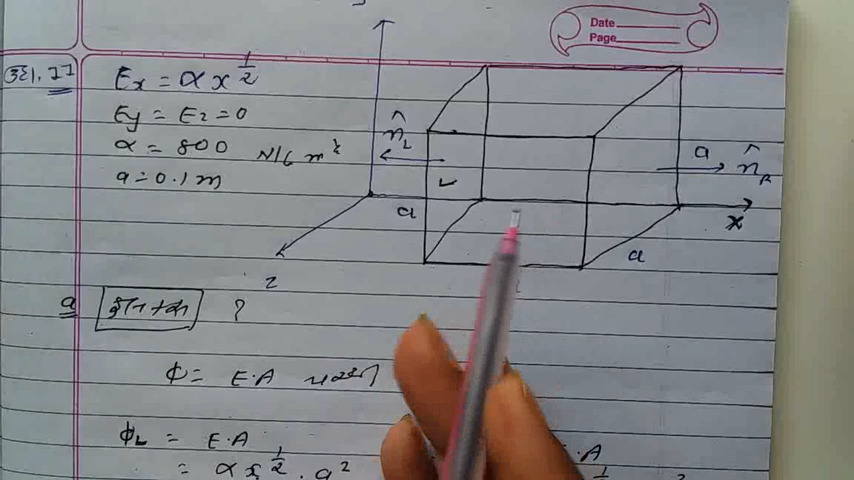 Date
Page
उदा. 11
Ex = αx^1/2
Ey = Ez = 0
α = 800 N/C m^½
a = 0.1 m
n̂L
a
n̂R
L
a
x
a
z
a ?
Φ = E·A
ΦL = E·A
·A
= αx^1/2 · a²